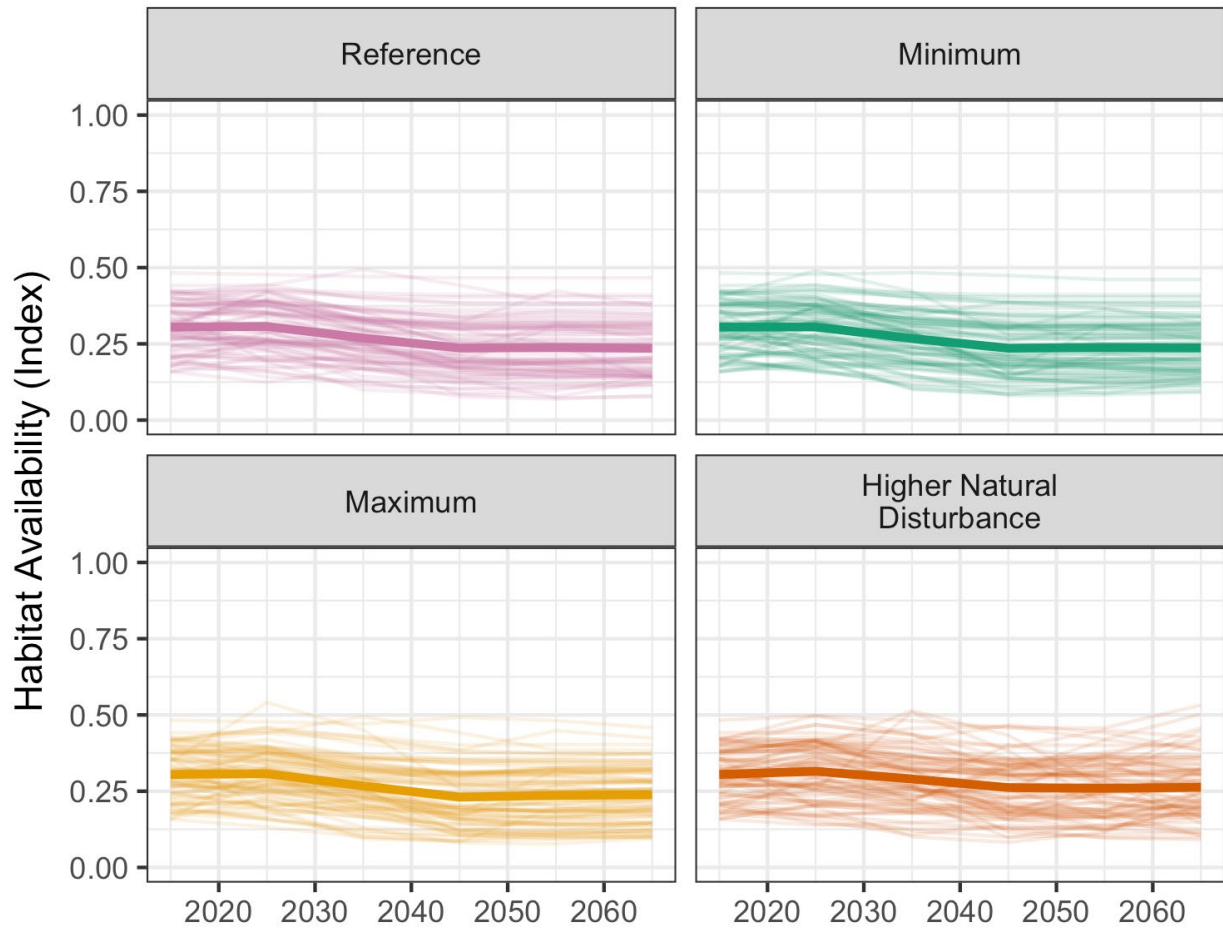 Reference
Minimum
1.00
0.75
0.50
0.25
0.00
Habitat Availability (Index)
Maximum
Higher Natural
Disturbance
1.00
0.75
0.50
0.25
0.00
2020 2030 2040 2050 2060
2020 2030 2040 2050 2060